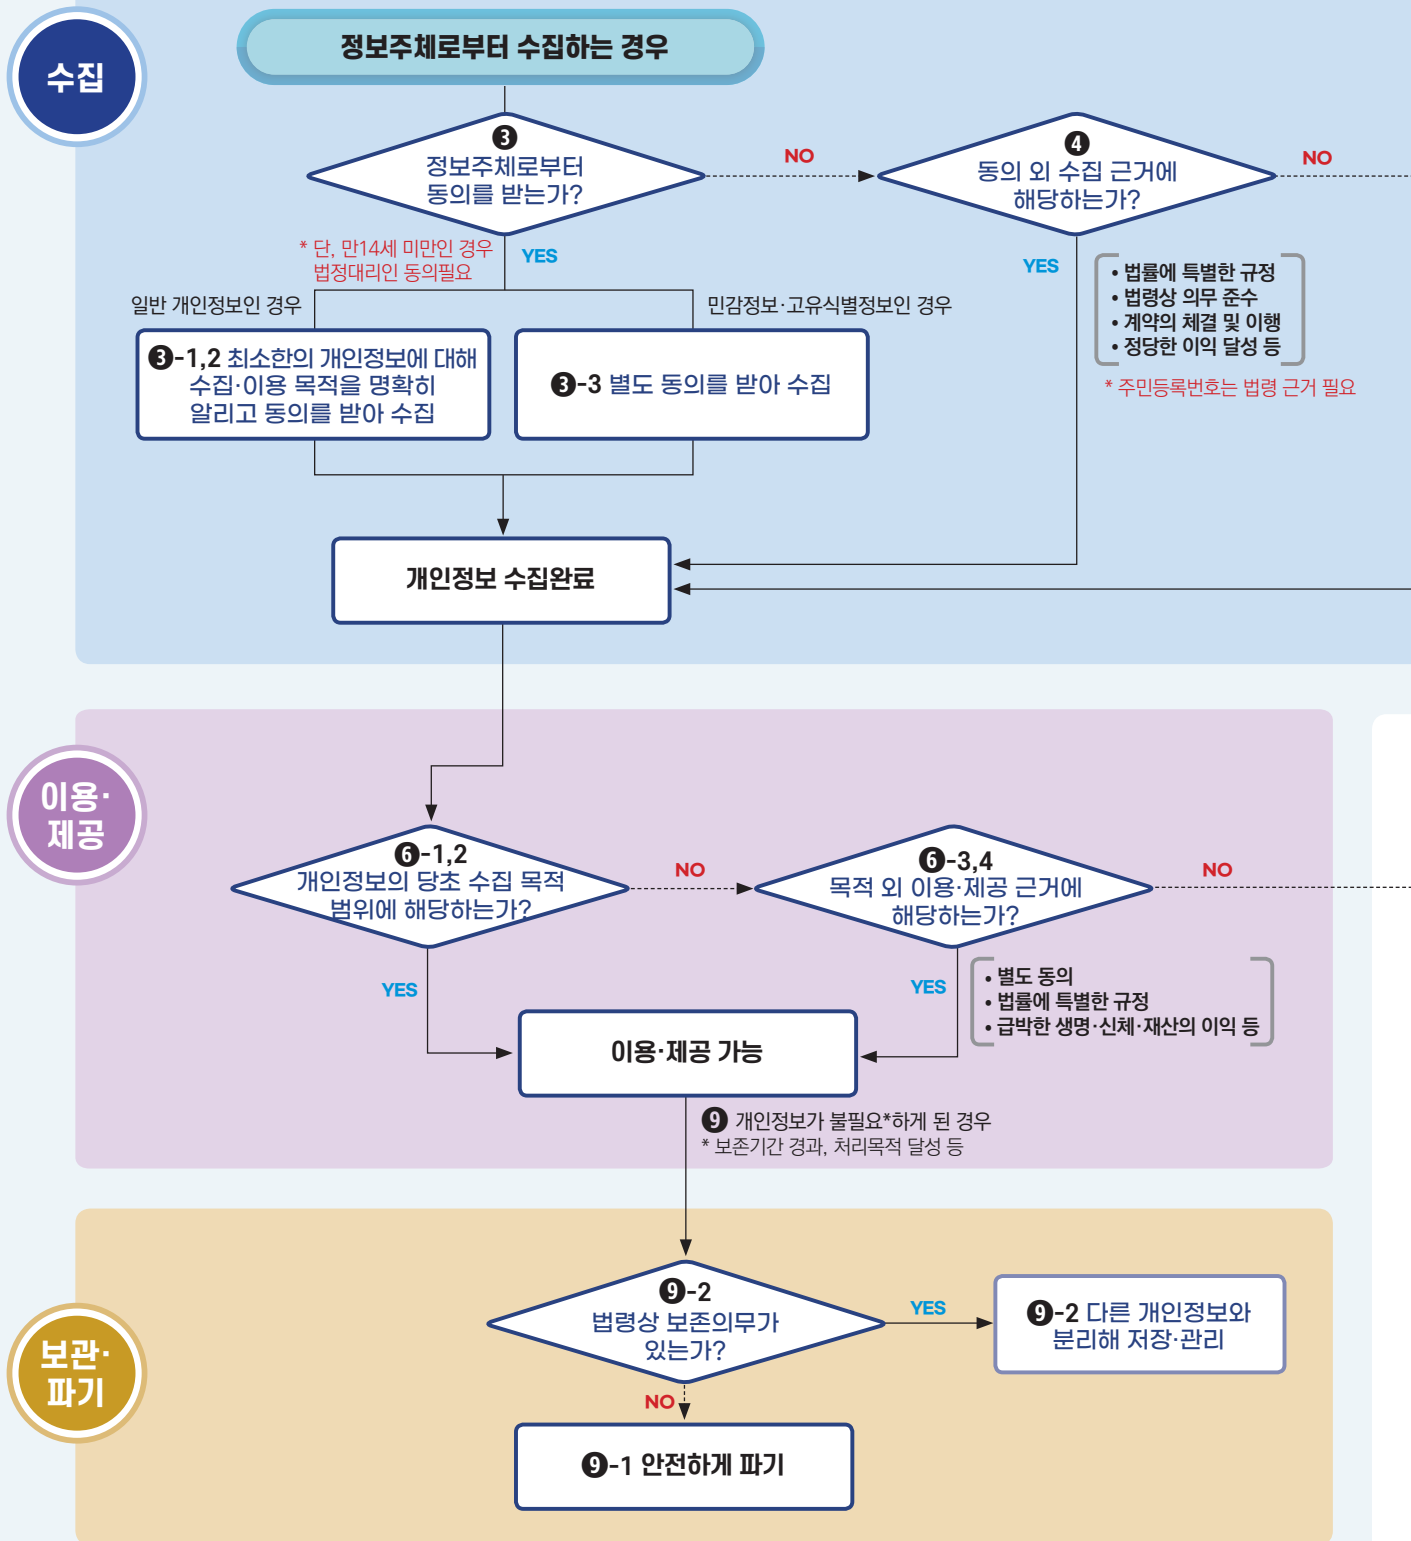 수집
정보주체로부터 수집하는 경우
❸
정보주체로부터
동의를 받는가?
NO
❹
동의 외 수집 근거에
해당하는가?
NO
* 단, 만14세 미만인 경우
법정대리인 동의필요
YES
YES
• 법률에 특별한 규정
• 법령상 의무 준수
• 계약의 체결 및 이행
• 정당한 이익 달성 등
* 주민등록번호는 법령 근거 필요
일반 개인정보인 경우
민감정보·고유식별정보인 경우
❸-1,2 최소한의 개인정보에 대해
수집·이용 목적을 명확히
알리고 동의를 받아 수집
❸-3 별도 동의를 받아 수집
개인정보 수집완료
이용·
제공
❻-1,2
개인정보의 당초 수집 목적
범위에 해당하는가?
NO
❻-3,4
목적 외 이용·제공 근거에
해당하는가?
NO
YES
YES
• 별도 동의
• 법률에 특별한 규정
• 급박한 생명·신체·재산의 이익 등
이용·제공 가능
❾ 개인정보가 불필요*하게 된 경우
* 보존기간 경과, 처리목적 달성 등
보관·
파기
❾-2
법령상 보존의무가
있는가?
YES
❾-2 다른 개인정보와
분리해 저장·관리
NO
❾-1 안전하게 파기